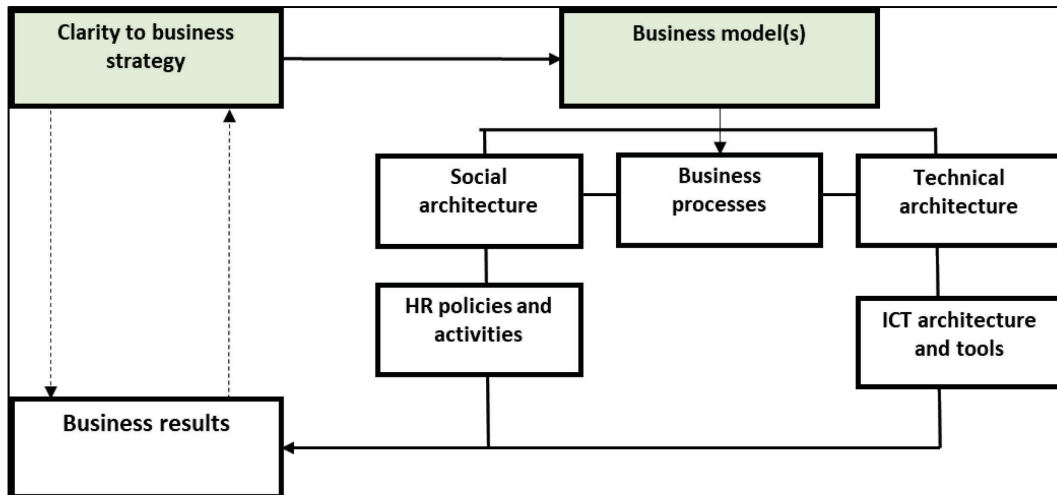 Clarity to business
strategy
Business model(s)
Social
architecture
Business
processes
Technical
architecture
HR policies and
activities
ICT architecture
and tools
Business results